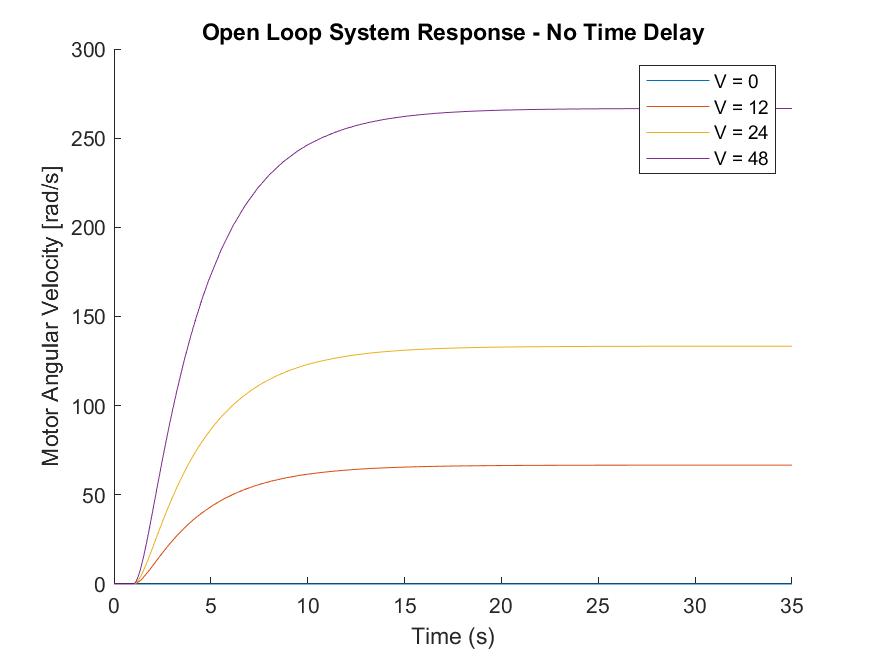 Open Loop System Response - No Time Delay
300
250
200
150
100
50
0
Motor Angular Velocity [rad/s]
V = 0
V = 12
V = 24
V = 48
0 5 10 15 20 25 30 35
Time (s)